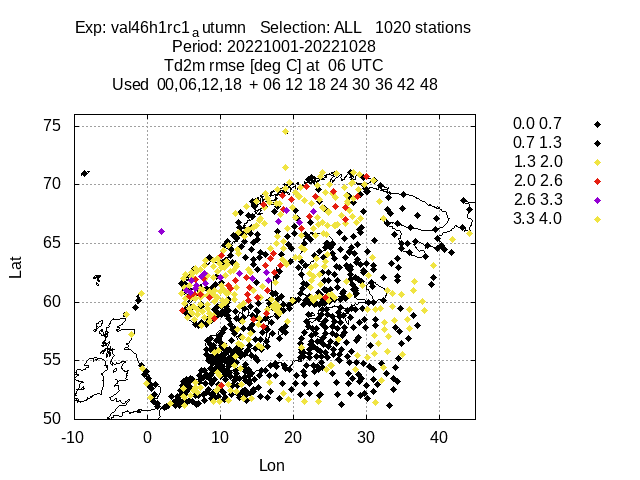 Exp: val46h1rc1autumn   Selection: ALL   1020 stations
Period: 20221001-20221028
Td2m rmse [deg C] at  06 UTC
Used  00,06,12,18  + 06 12 18 24 30 36 42 48
75
70
65
60
55
50
Lat
-10 0 10 20 30 40
Lon
0.0 0.7
0.7 1.3
1.3 2.0
2.0 2.6
2.6 3.3
3.3 4.0